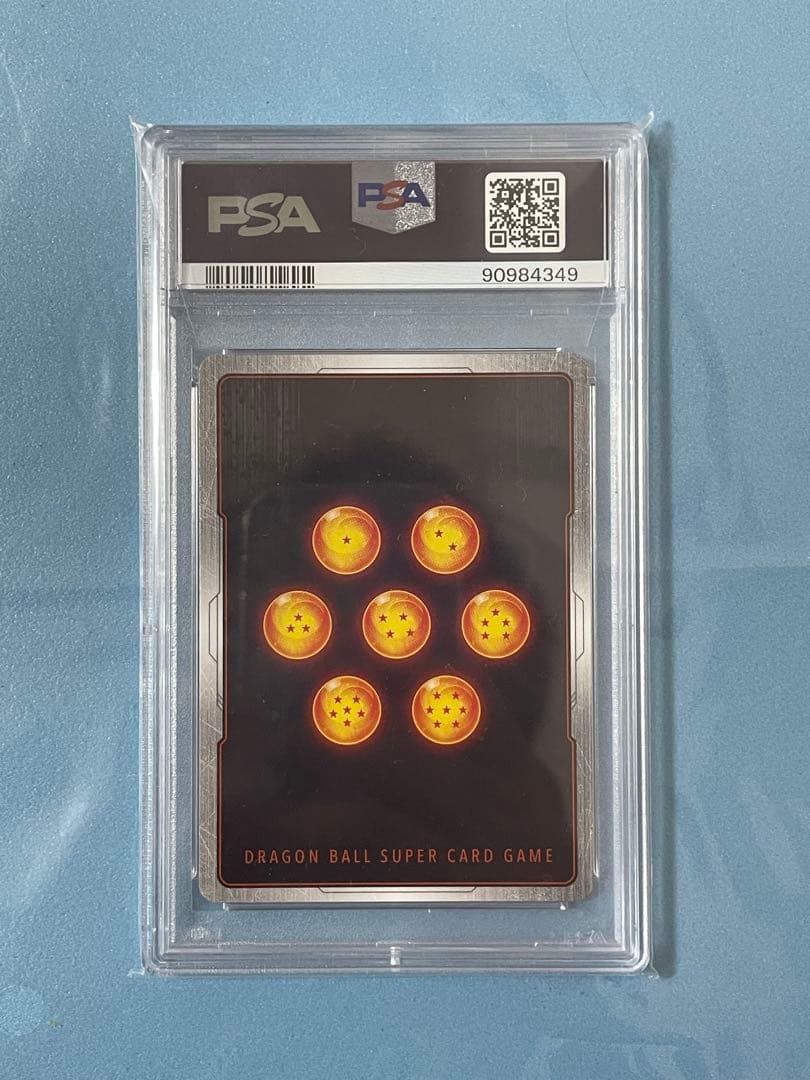 PSA
PSA
90984349
DRAGON BALL SUPER CARD GAME